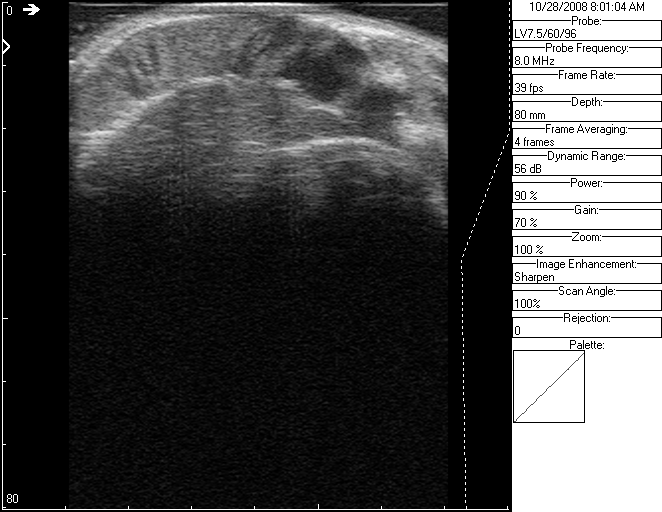 0
80
10/28/2008 8:01:04 AM
Probe:
LV7.5/60/96
Probe Frequency:
8.0 MHz
Frame Rate:
39 fps
Depth:
80 mm
Frame Averaging:
4 frames
Dynamic Range:
56 dB
Power:
90 %
Gain:
70 %
Zoom:
100 %
Image Enhancement:
Sharpen
Scan Angle:
100%
Rejection:
0
Palette: